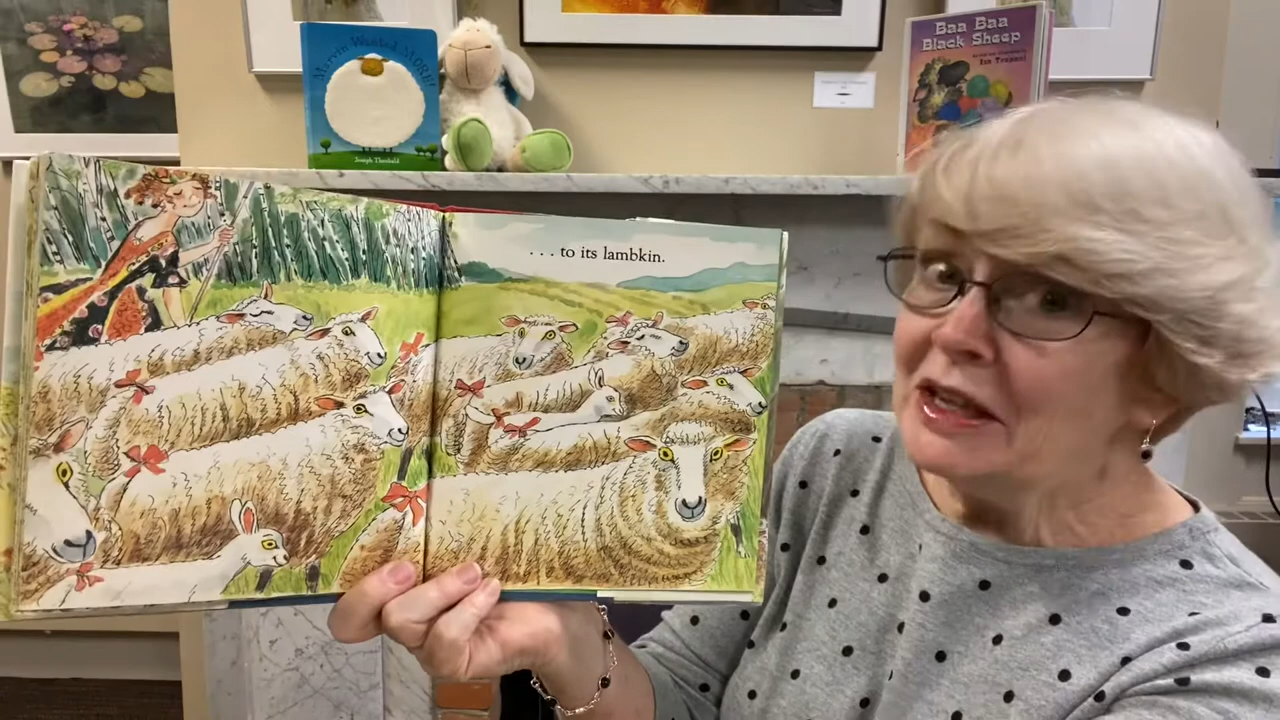 Marvin Wanted MORE!
Joseph Theobald
Baa Baa
Black Sheep
Iza Trapani
. . . to its lambkin.